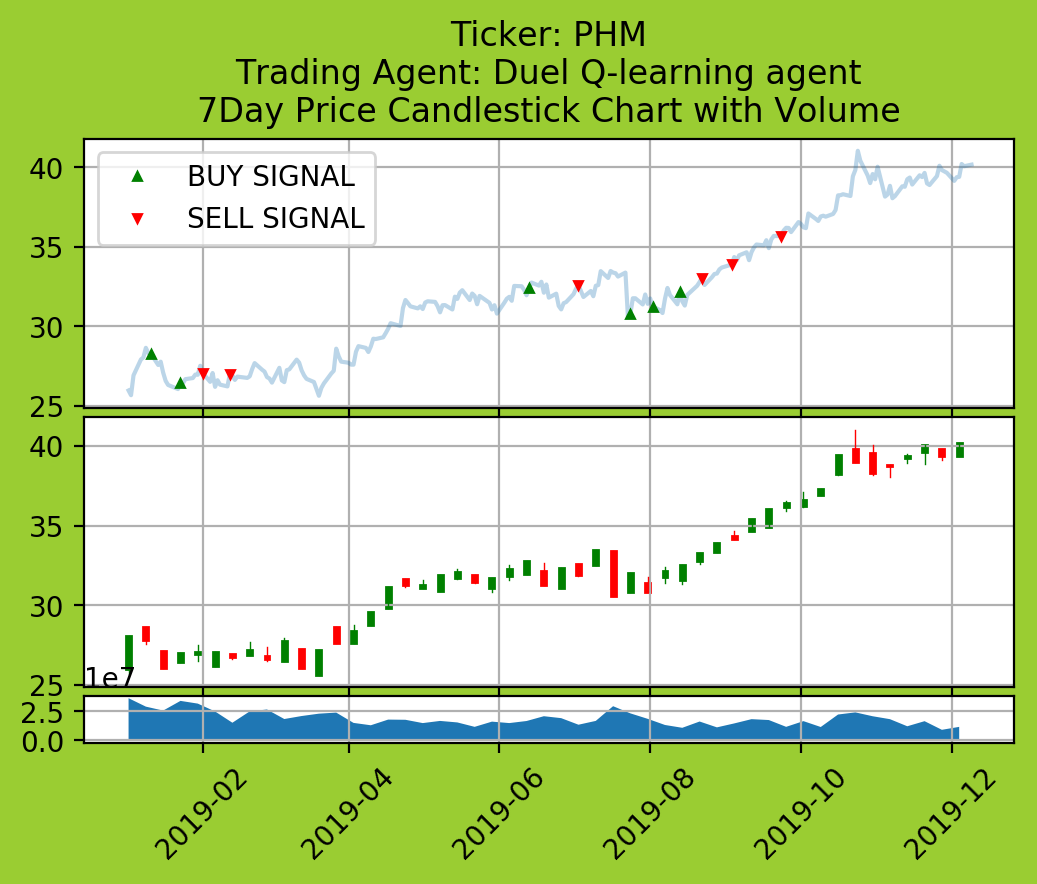 Ticker: PHM
Trading Agent: Duel Q-learning agent
7Day Price Candlestick Chart with Volume
BUY SIGNAL
SELL SIGNAL
40
35
30
25
40
35
30
25
1e7
2.5
0.0
2019-02
2019-04
2019-06
2019-08
2019-10
2019-12